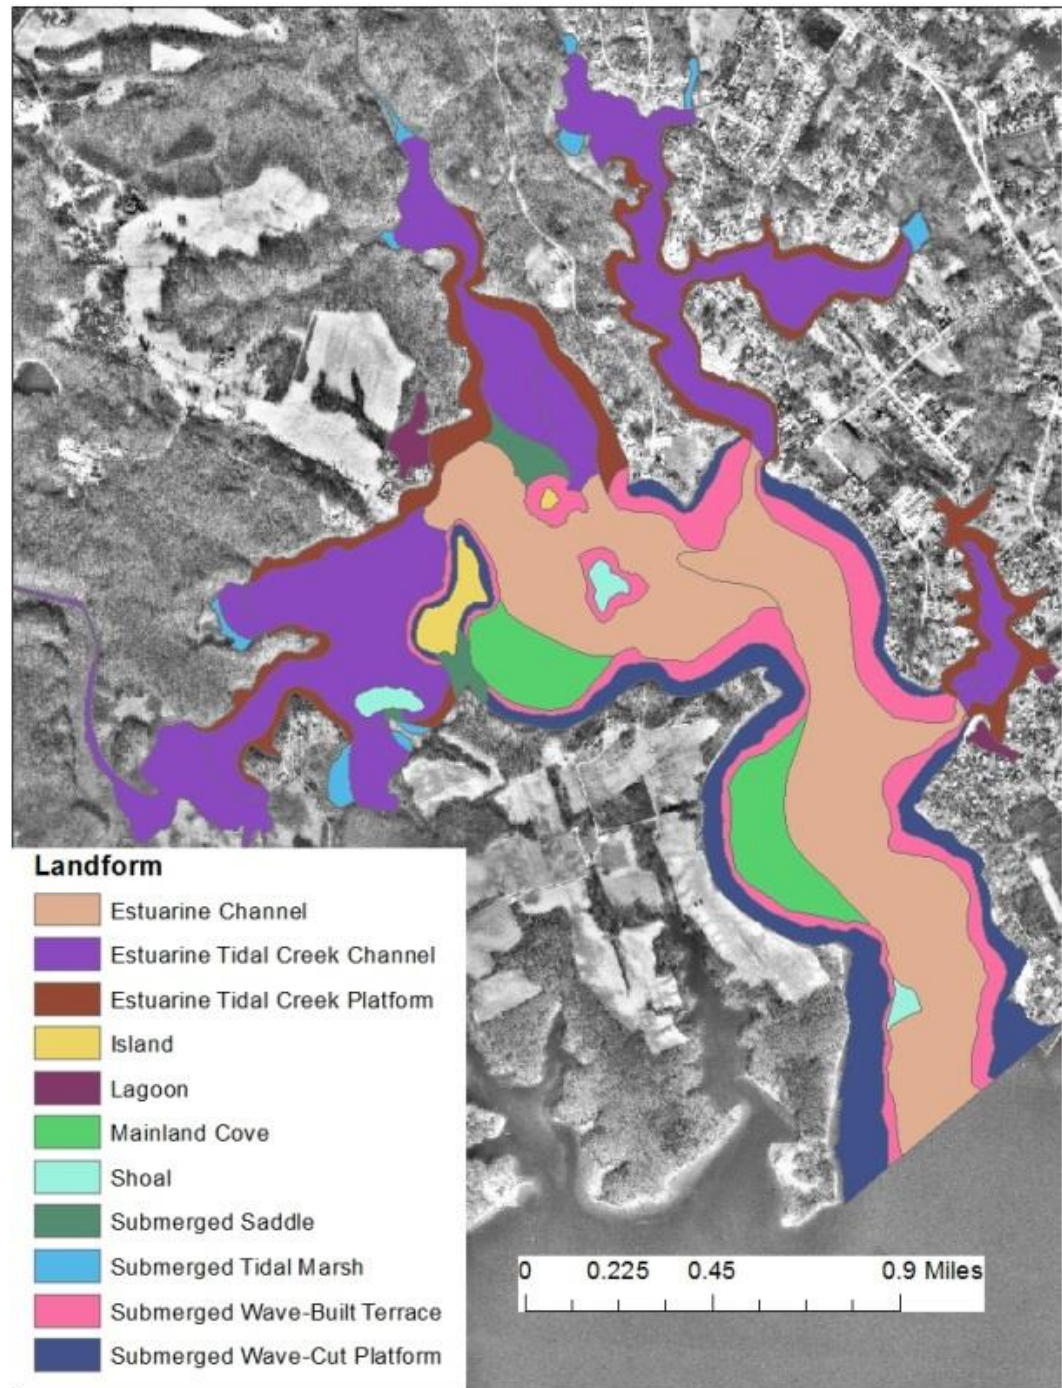 Landform
Estuarine Channel
Estuarine Tidal Creek Channel
Estuarine Tidal Creek Platform
Island
Lagoon
Mainland Cove
Shoal
Submerged Saddle
Submerged Tidal Marsh
Submerged Wave-Built Terrace
Submerged Wave-Cut Platform
0 0.225 0.45 0.9 Miles